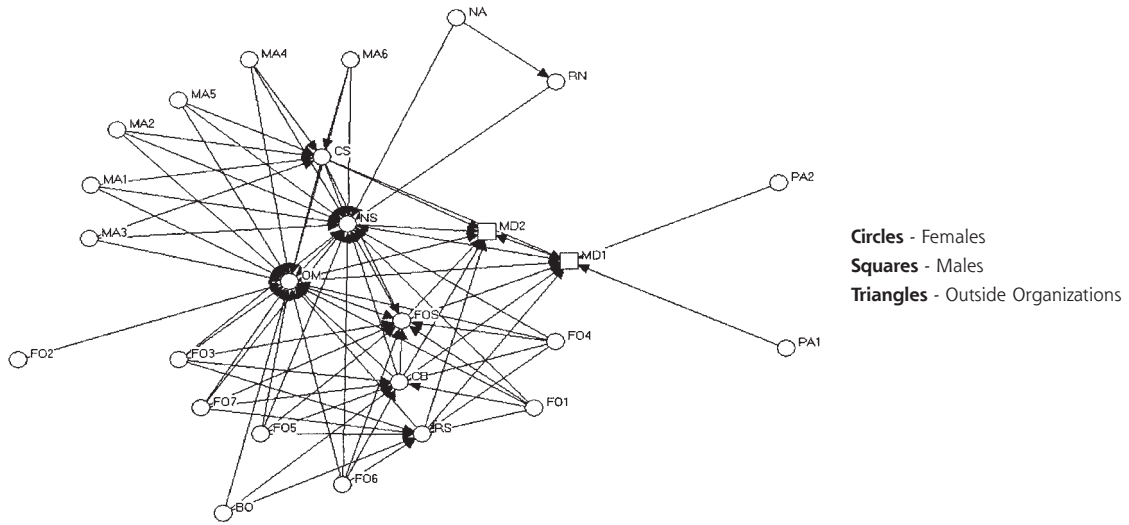 NA
MA4
MA6
RN
MA5
MA2
CS
MA1
PA2
NS
MD2
MA3
MD1
OM
FOS
FO4
PA1
FO2
FO3
CB
FO7
FO1
FO5
RS
FO6
BO
Circles - Females
Squares - Males
Triangles - Outside Organizations